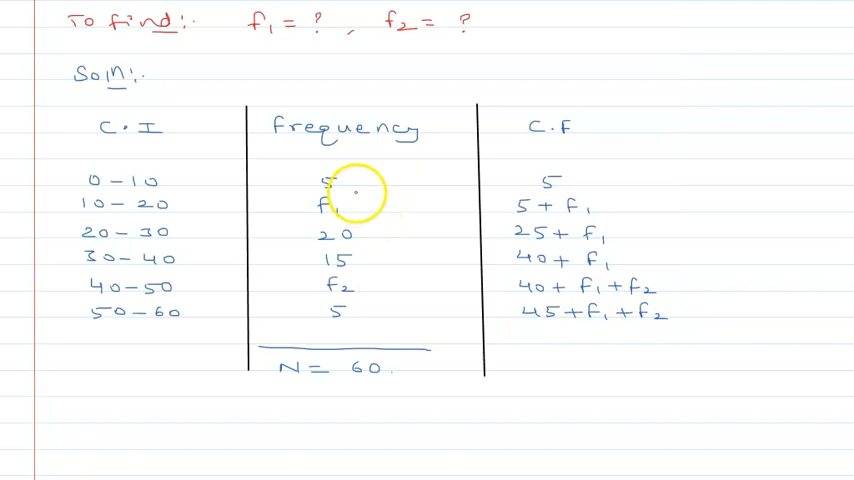 To find:- f1 = ? , f2 = ?
Soln:-
C.I Frequency C.F
0-10 5 5
10-20 f1 5+f1
20-30 20 25+f1
30-40 15 40+f1
40-50 f2 40+f1+f2
50-60 5 45+f1+f2
N = 60.